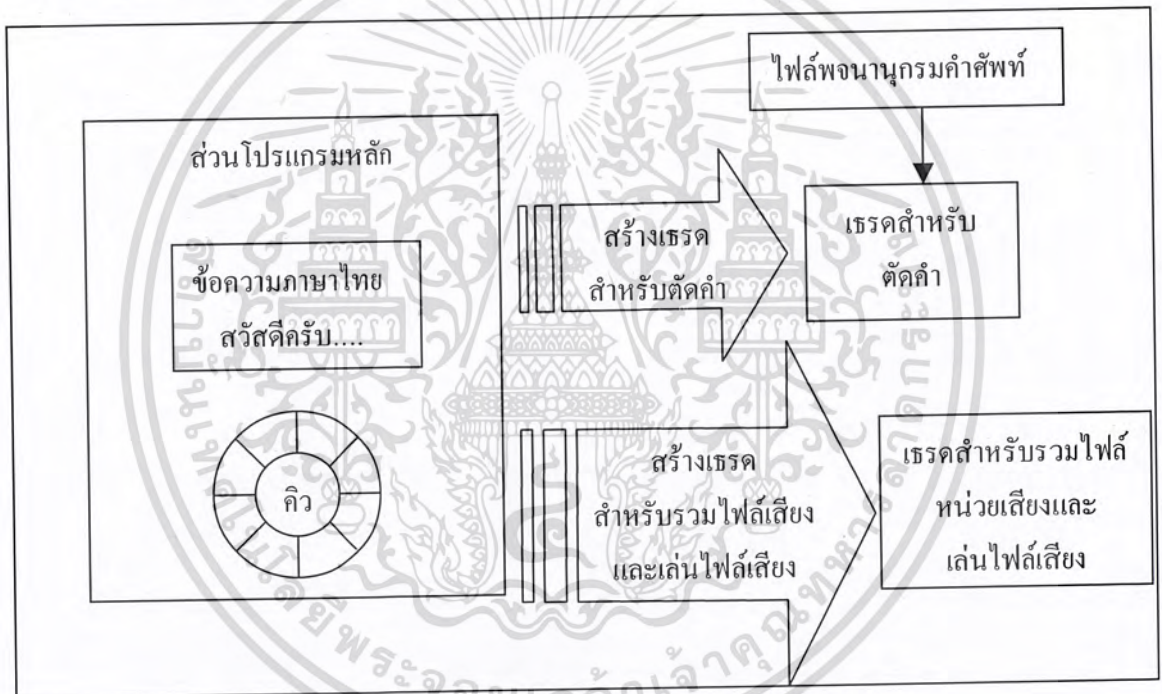 ไฟล์พจนานุกรมคำศัพท์
ส่วนโปรแกรมหลัก
ข้อความภาษาไทย
สวัสดีครับ....
คิว
สร้างเธรด
สำหรับตัดคำ
เธรดสำหรับ
ตัดคำ
สร้างเธรด
สำหรับรวมไฟล์เสียง
และเล่นไฟล์เสียง
เธรดสำหรับรวมไฟล์
หน่วยเสียงและ
เล่นไฟล์เสียง